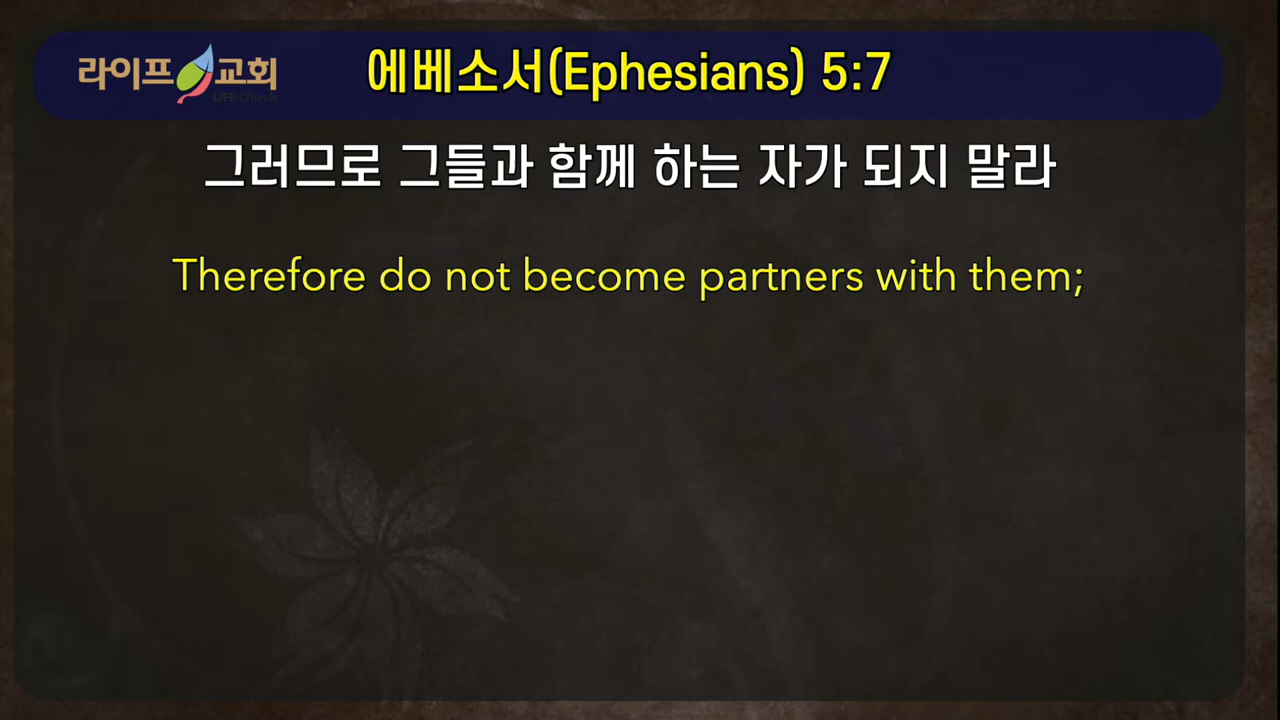 라이프교회
LIFE Church
에베소서(Ephesians) 5:7
그러므로 그들과 함께 하는 자가 되지 말라
Therefore do not become partners with them;